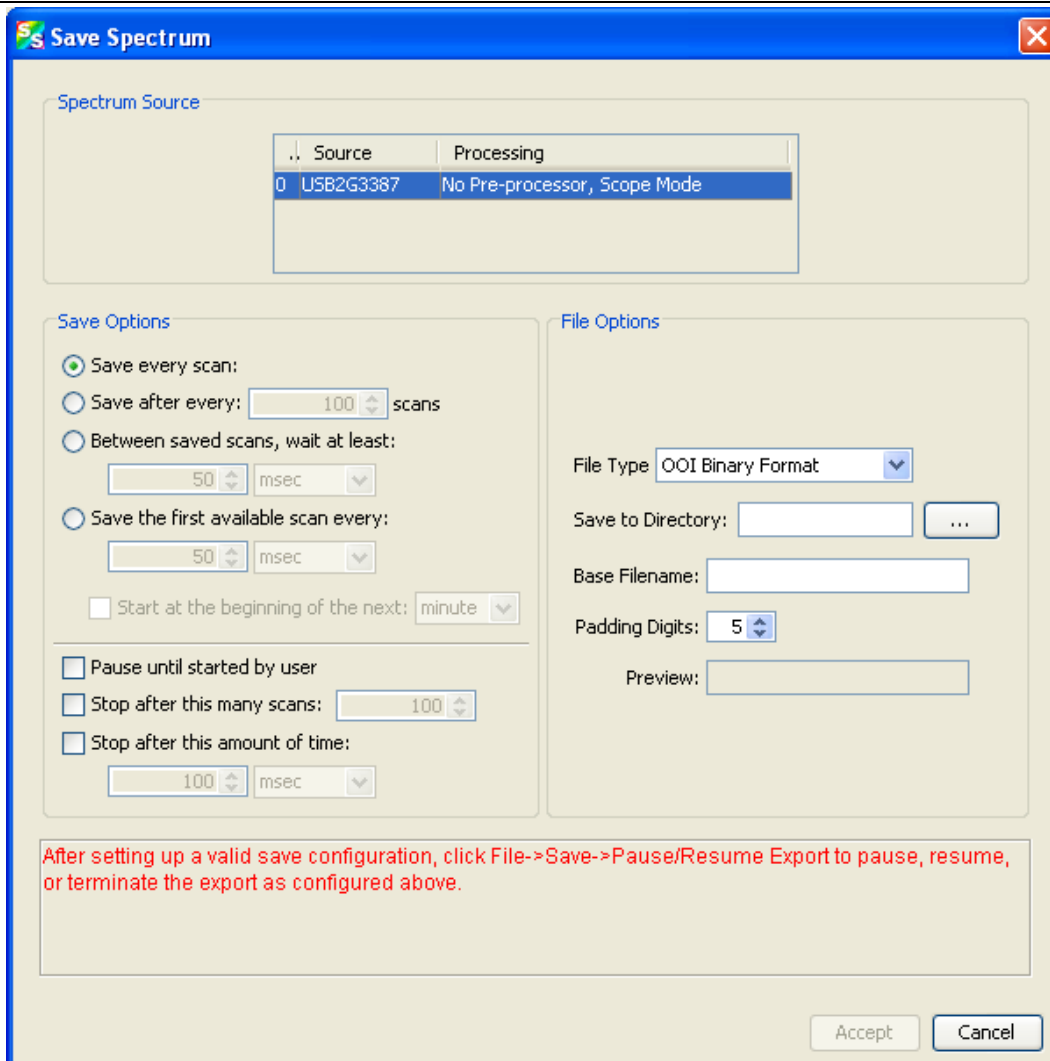 Save Spectrum
Spectrum Source
.. Source Processing
0 USB2G3387 No Pre-processor, Scope Mode
Save Options
Save every scan:
Save after every: 100 scans
Between saved scans, wait at least:
50 msec
Save the first available scan every:
50 msec
Start at the beginning of the next: minute
Pause until started by user
Stop after this many scans: 100
Stop after this amount of time:
100 msec
File Options
File Type OOI Binary Format
Save to Directory: ...
Base Filename:
Padding Digits: 5
Preview:
After setting up a valid save configuration, click File->Save->Pause/Resume Export to pause, resume,
or terminate the export as configured above.
Accept Cancel